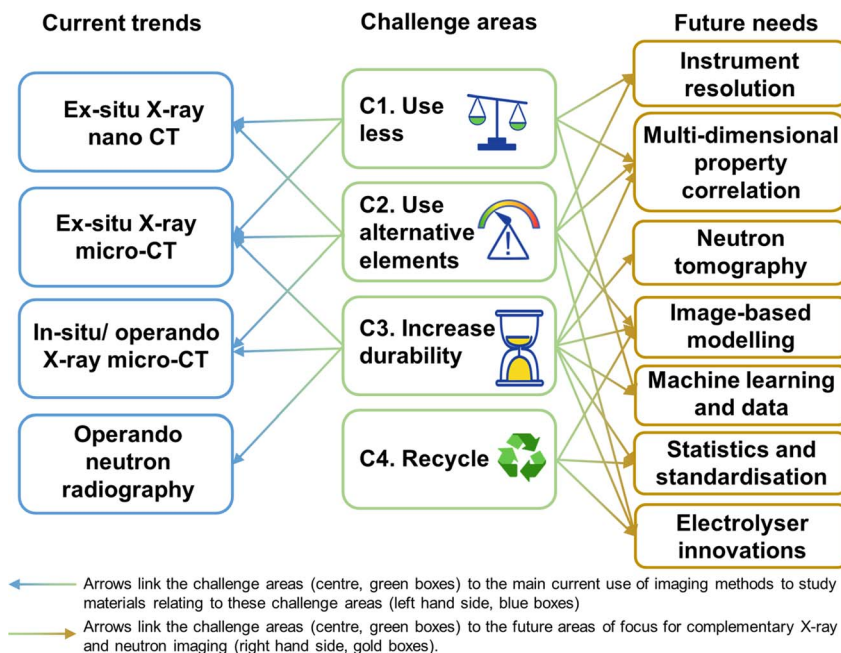 Current trends
Challenge areas
Future needs
Ex-situ X-ray
nano CT
Ex-situ X-ray
micro-CT
In-situ/ operando
X-ray micro-CT
Operando
neutron
radiography
C1. Use
less
C2. Use
alternative
elements
C3. Increase
durability
C4. Recycle
Instrument
resolution
Multi-dimensional
property
correlation
Neutron
tomography
Image-based
modelling
Machine learning
and data
Statistics and
standardisation
Electrolyser
innovations
Arrows link the challenge areas (centre, green boxes) to the main current use of imaging methods to study
materials relating to these challenge areas (left hand side, blue boxes)
Arrows link the challenge areas (centre, green boxes) to the future areas of focus for complementary X-ray
and neutron imaging (right hand side, gold boxes).